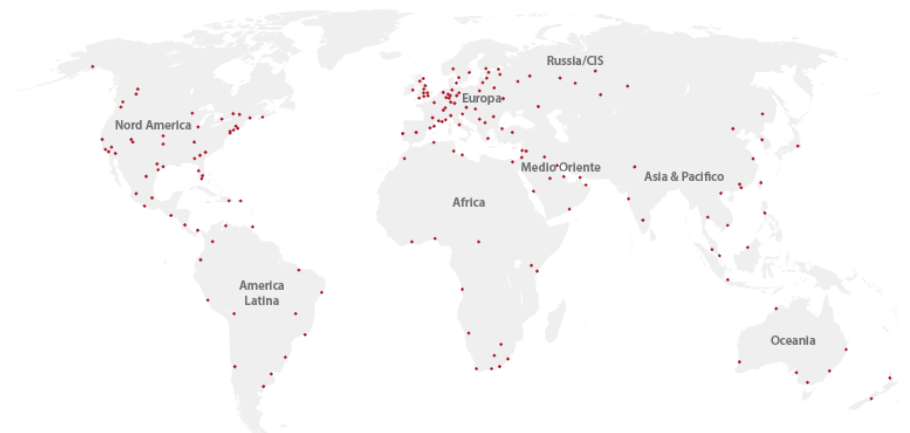 Russia/CIS
Europa
Nord America
Medio Oriente
Asia & Pacifico
Africa
America
Latina
Oceania